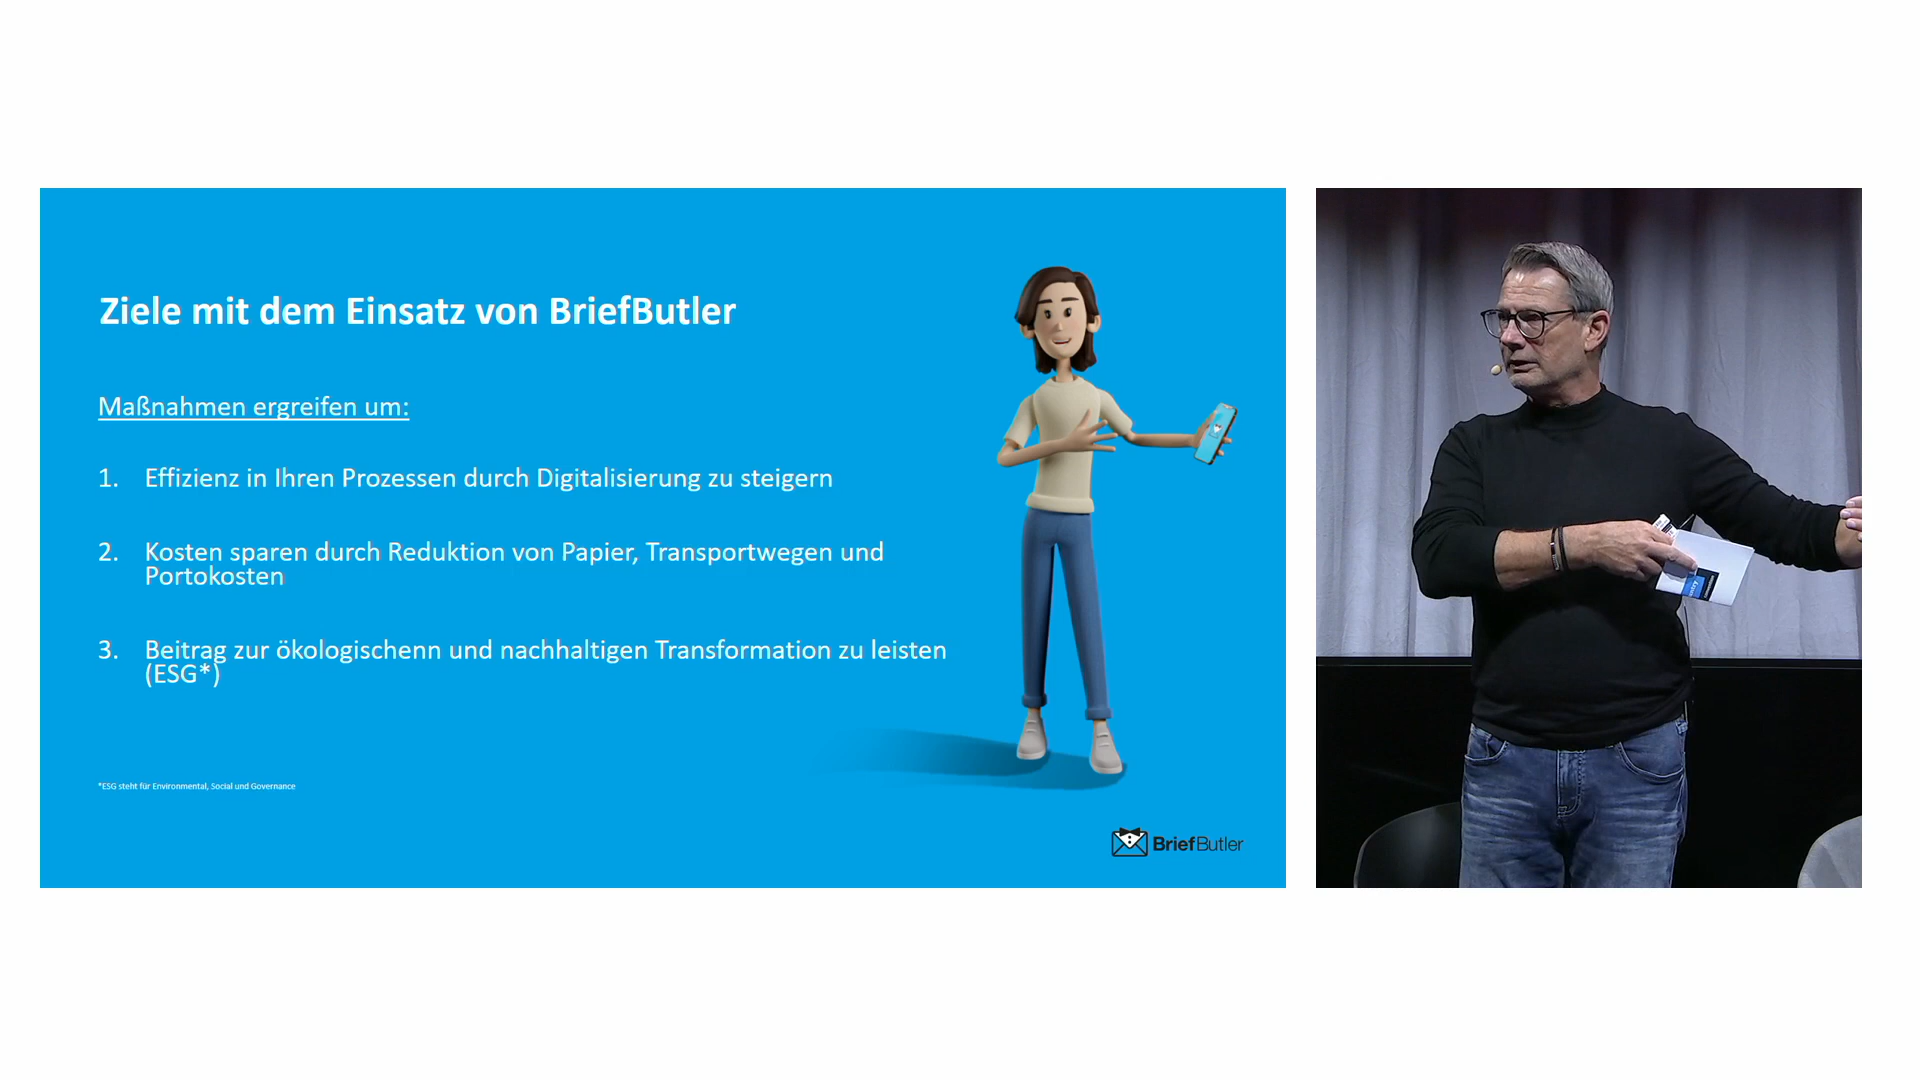 Ziele mit dem Einsatz von BriefButler
Maßnahmen ergreifen um:
1. Effizienz in Ihren Prozessen durch Digitalisierung zu steigern
2. Kosten sparen durch Reduktion von Papier, Transportwegen und
Portokosten
3. Beitrag zur ökologischenn und nachhaltigen Transformation zu leisten
(ESG*)
*ESG steht für Environmental, Social und Governance
BriefButler